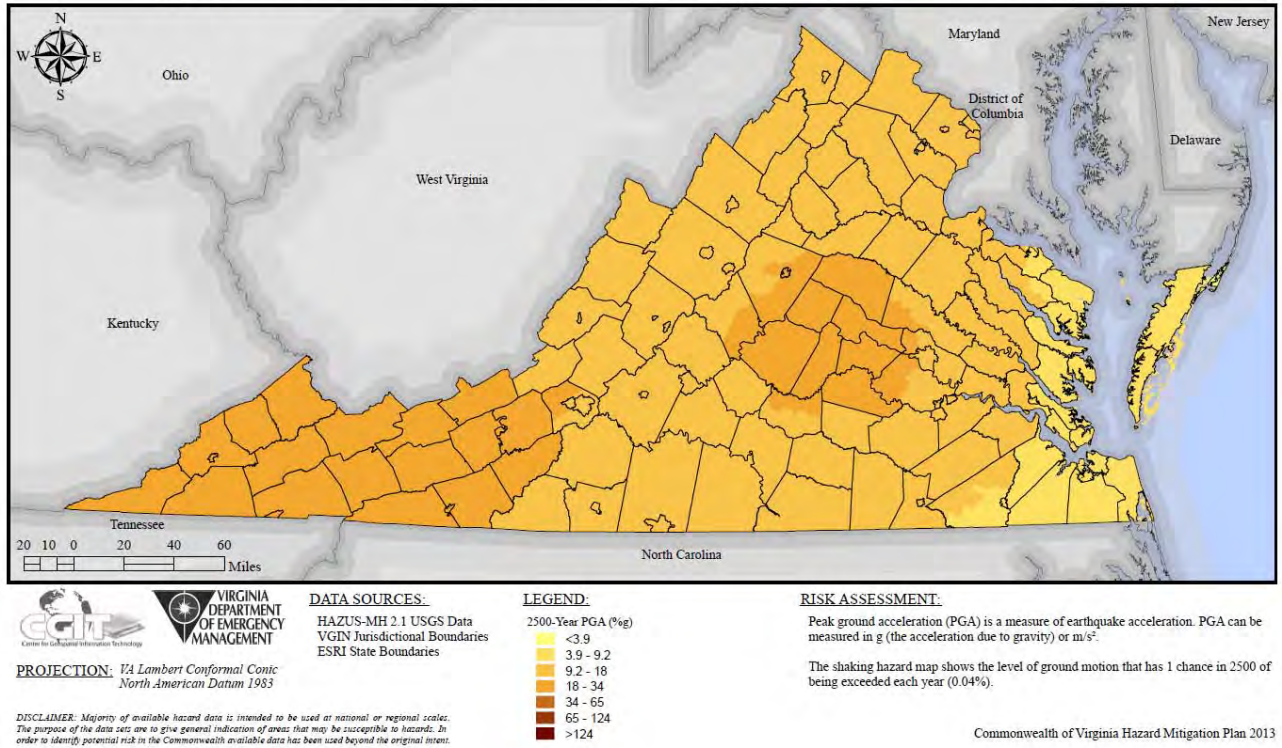 N
W E
S
Ohio
Maryland
New Jersey
District of
Columbia
Delaware
West Virginia
Kentucky
Tennessee
North Carolina
20 10 0 20 40 60
Miles
CGIT
Center for Geospatial Information Technology
VIRGINIA
DEPARTMENT
OF EMERGENCY
MANAGEMENT
PROJECTION: VA Lambert Conformal Conic
North American Datum 1983
DISCLAIMER: Majority of available hazard data is intended to be used at national or regional scales.
The purpose of the data sets are to give general indication of areas that may be susceptible to hazards. In
order to identify potential risk in the Commonwealth available data has been used beyond the original intent.
DATA SOURCES:
HAZUS-MH 2.1 USGS Data
VGIN Jurisdictional Boundaries
ESRI State Boundaries
LEGEND:
2500-Year PGA (%g)
<3.9
3.9 - 9.2
9.2 - 18
18 - 34
34 - 65
65 - 124
>124
RISK ASSESSMENT:
Peak ground acceleration (PGA) is a measure of earthquake acceleration. PGA can be
measured in g (the acceleration due to gravity) or m/s².
The shaking hazard map shows the level of ground motion that has 1 chance in 2500 of
being exceeded each year (0.04%).
Commonwealth of Virginia Hazard Mitigation Plan 2013